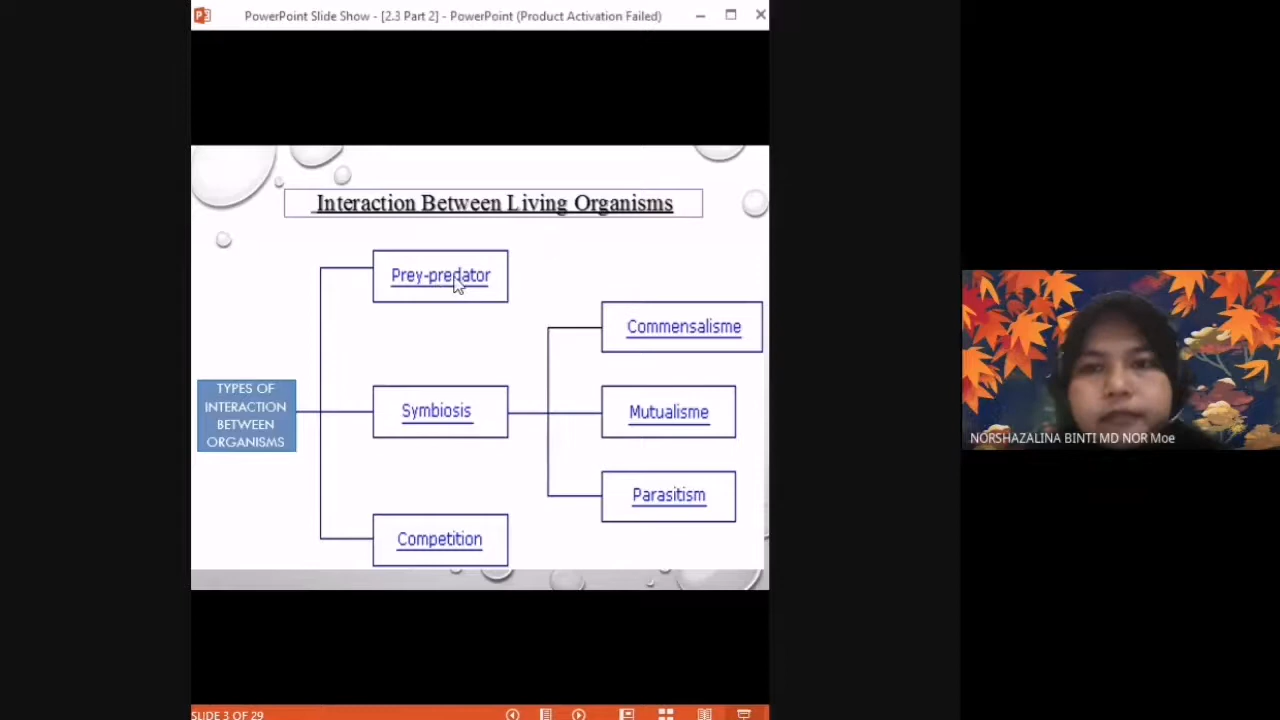 PowerPoint Slide Show - [2.3 Part 2] - PowerPoint (Product Activation Failed)
Interaction Between Living Organisms
Prey-predator
Commensalisme
TYPES OF
INTERACTION
BETWEEN
ORGANISMS
Symbiosis
Mutualisme
Parasitism
Competition
NORSHAZALINA BINTI MD NOR Moe
SLIDE 3 OF 29